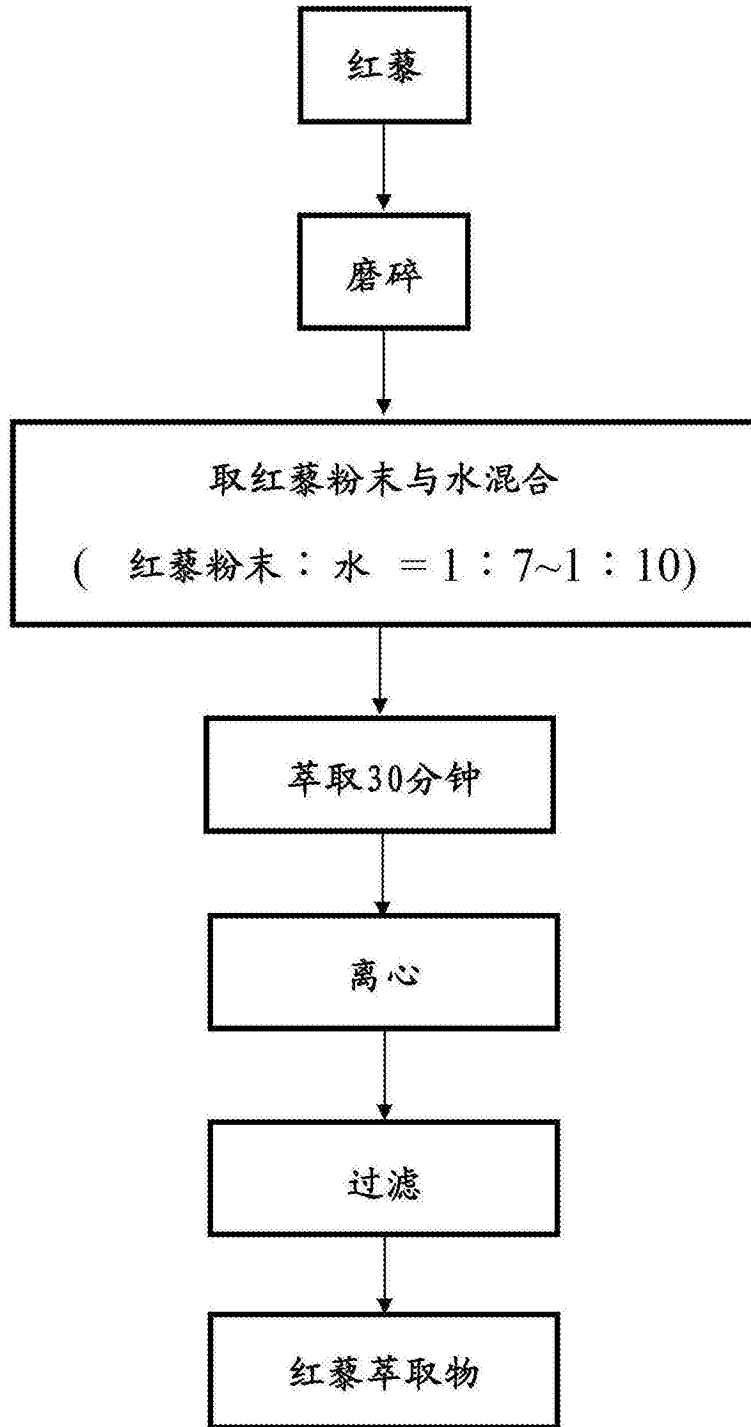 红藜
磨碎
取红藜粉末与水混合
( 红藜粉末：水 = 1：7~1：10)
萃取30分钟
离心
过滤
红藜萃取物